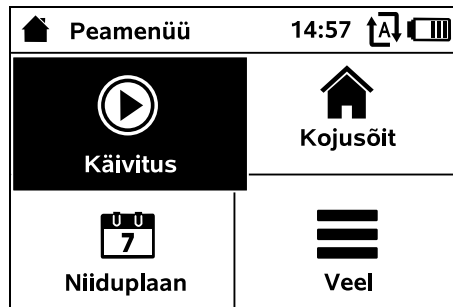 Peamenüü 14:57 A
Käivitus
Kojusõit
7
Niiduplaan
Veel